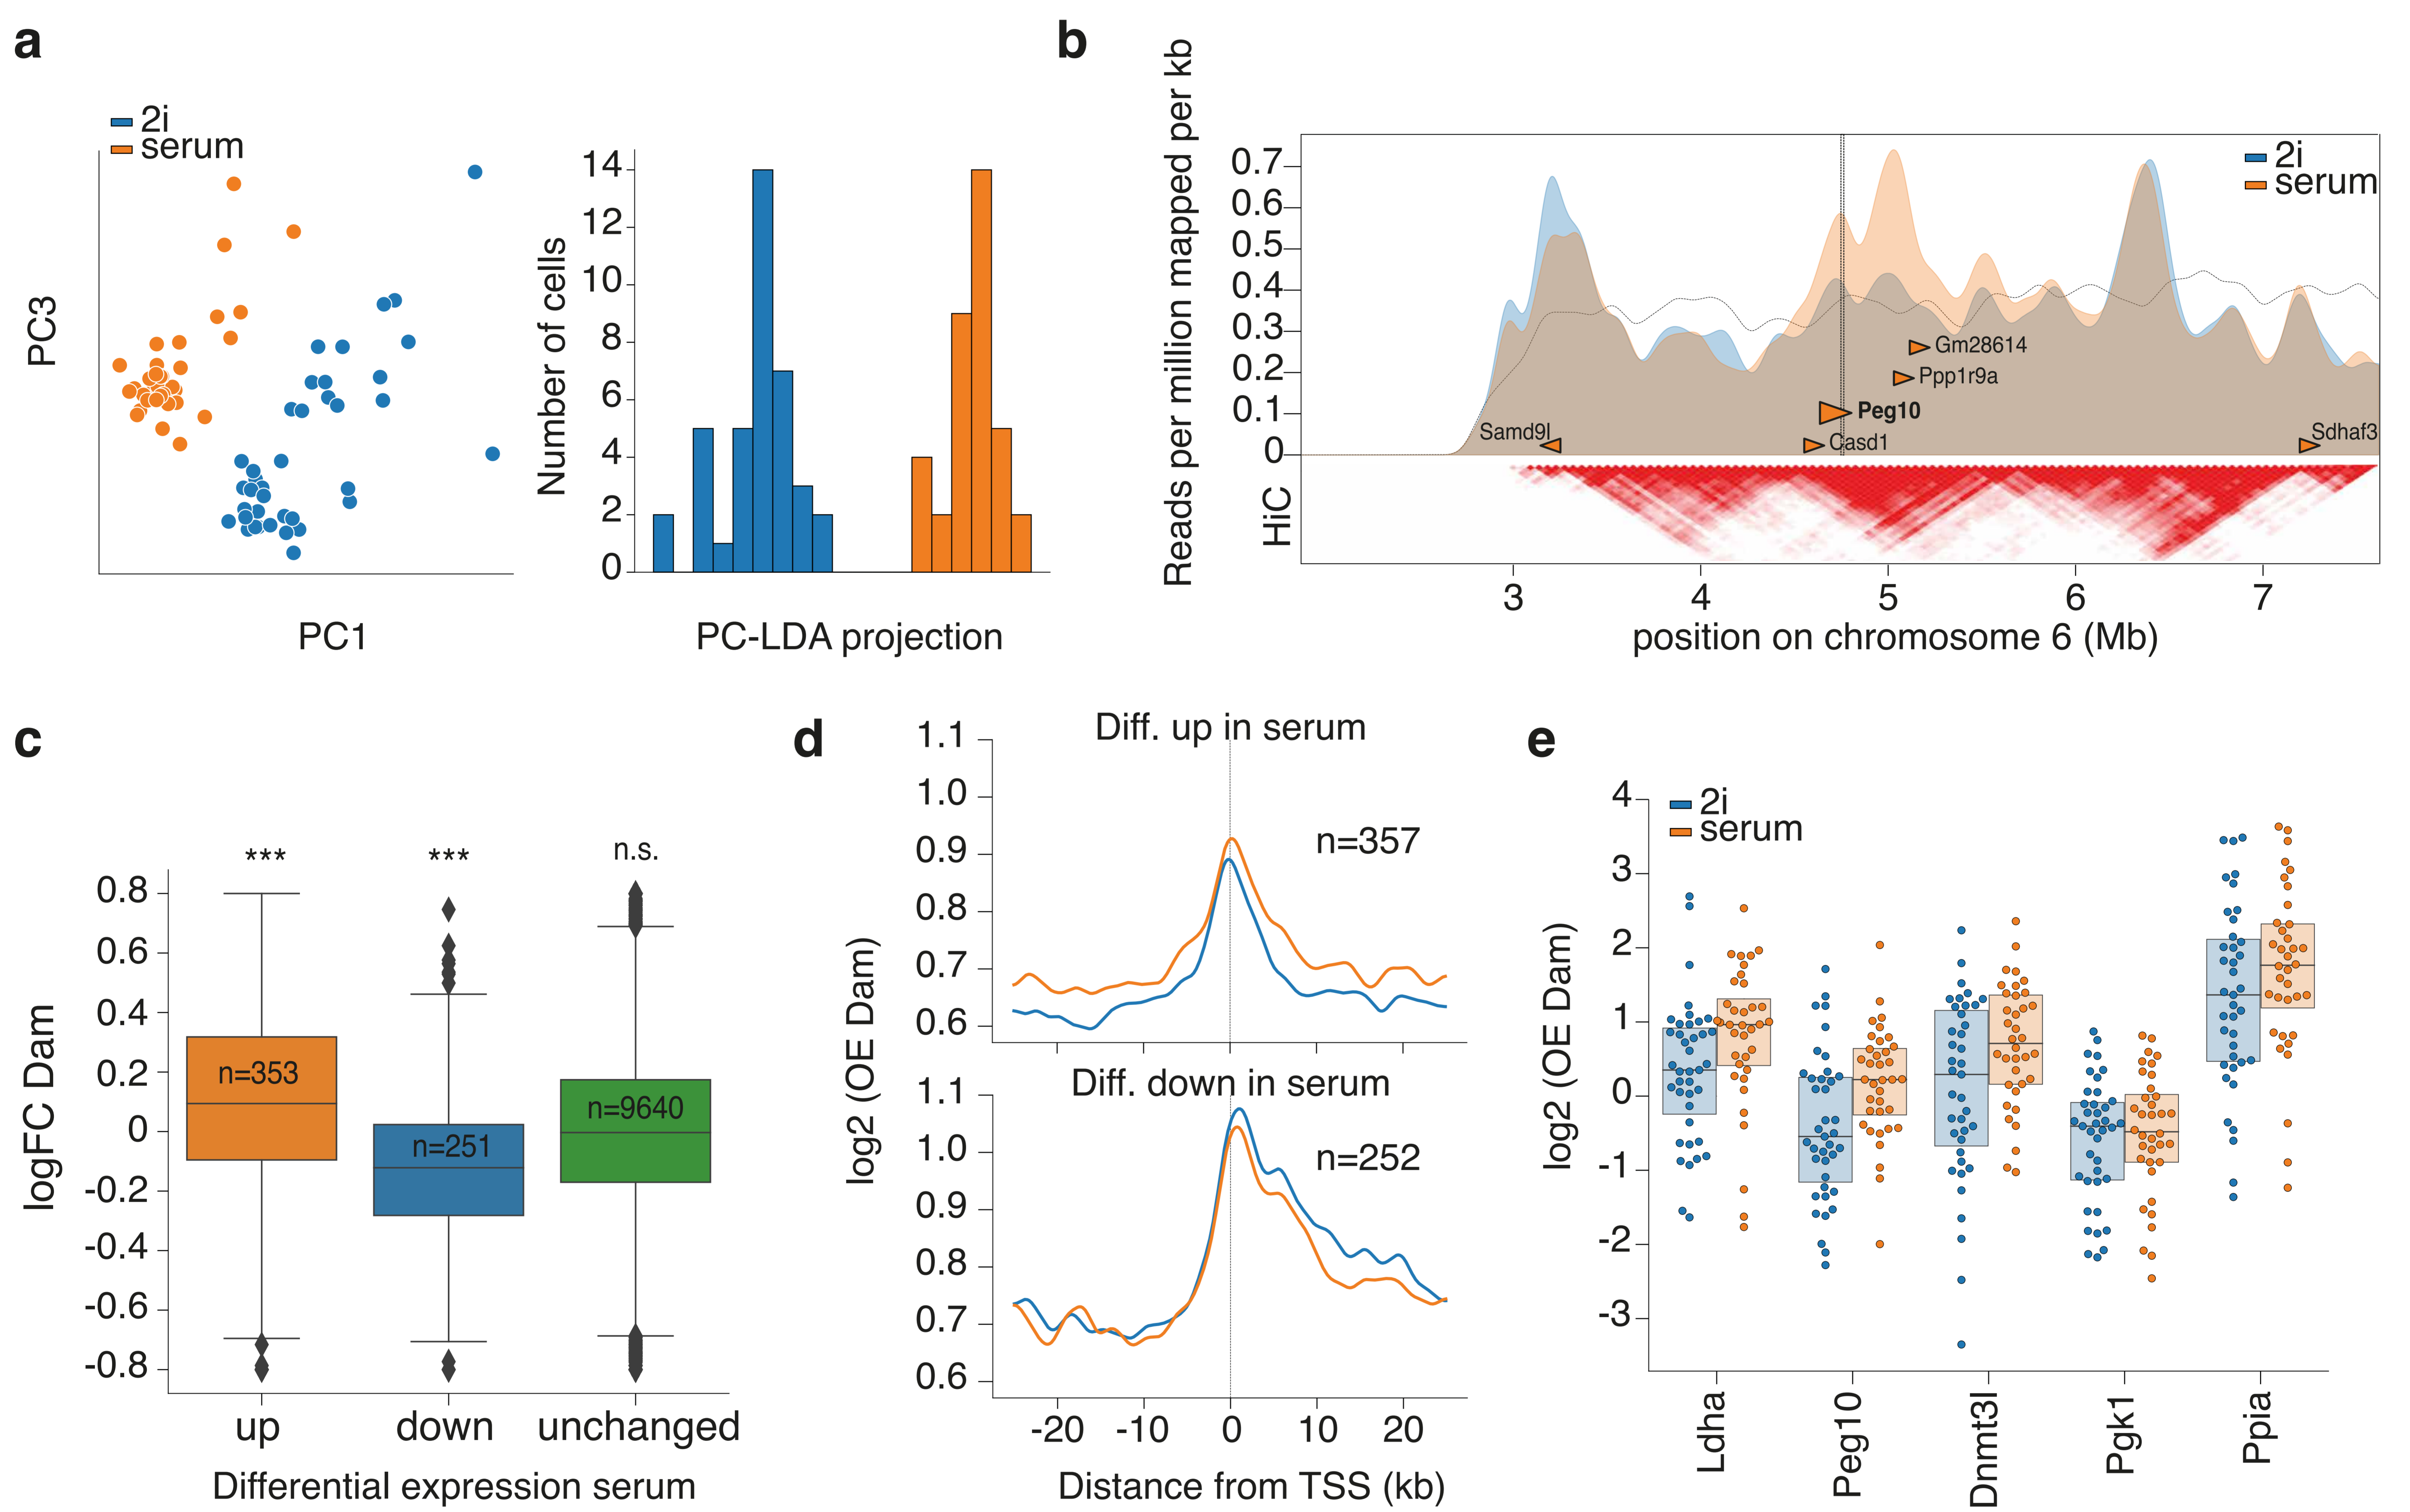 a
2i
serum
PC3
PC1
Number of cells
14
12
10
8
6
4
2
0
PC-LDA projection
b
Reads per million mapped per kb
0.7
0.6
0.5
0.4
0.3
0.2
0.1
0
2i
serum
Gm28614
Ppp1r9a
Peg10
Samd9l
Casd1
Sdhaf3
HiC
3 4 5 6 7
position on chromosome 6 (Mb)
c
logFC Dam
0.8
0.6
0.4
0.2
0
-0.2
-0.4
-0.6
-0.8
*** *** n.s.
n=353
n=251
n=9640
up down unchanged
Differential expression serum
d
log2 (OE Dam)
Diff. up in serum
1.1
1.0
0.9
0.8
0.7
0.6
n=357
Diff. down in serum
1.1
1.0
0.9
0.8
0.7
0.6
n=252
-20 -10 0 10 20
Distance from TSS (kb)
e
log2 (OE Dam)
4
3
2
1
0
-1
-2
-3
2i
serum
Ldha
Peg10
Dnmt3l
Pgk1
Ppia